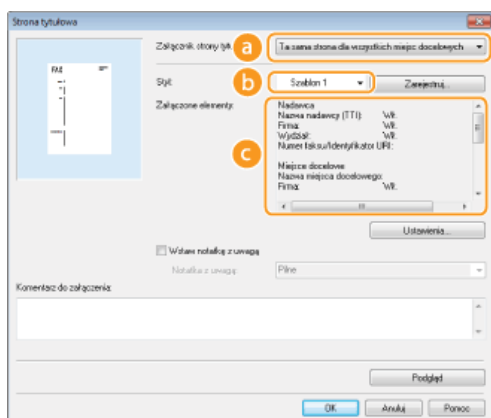 Strona tytułowa
Załącznik strony tyt
a
Ta sama strona dla wszystkich miejsc docelowych
FAX
Styl:
b
Szablon 1
Zarejestruj...
Załączone elementy:
c
Nadawca
Nazwa nadawcy (TTI): Wł.
Firma: Wł.
Wydział: Wł.
Numer faksu/Identyfikator URI:
Miejsce docelowe
Nazwa miejsca docelowego:
Firma: Wł.
Ustawienia...
Wstaw notatkę z uwagą
Notatka z uwagą: Pilne
Komentarz do załączenia:
Podgląd
OK Anuluj Pomoc